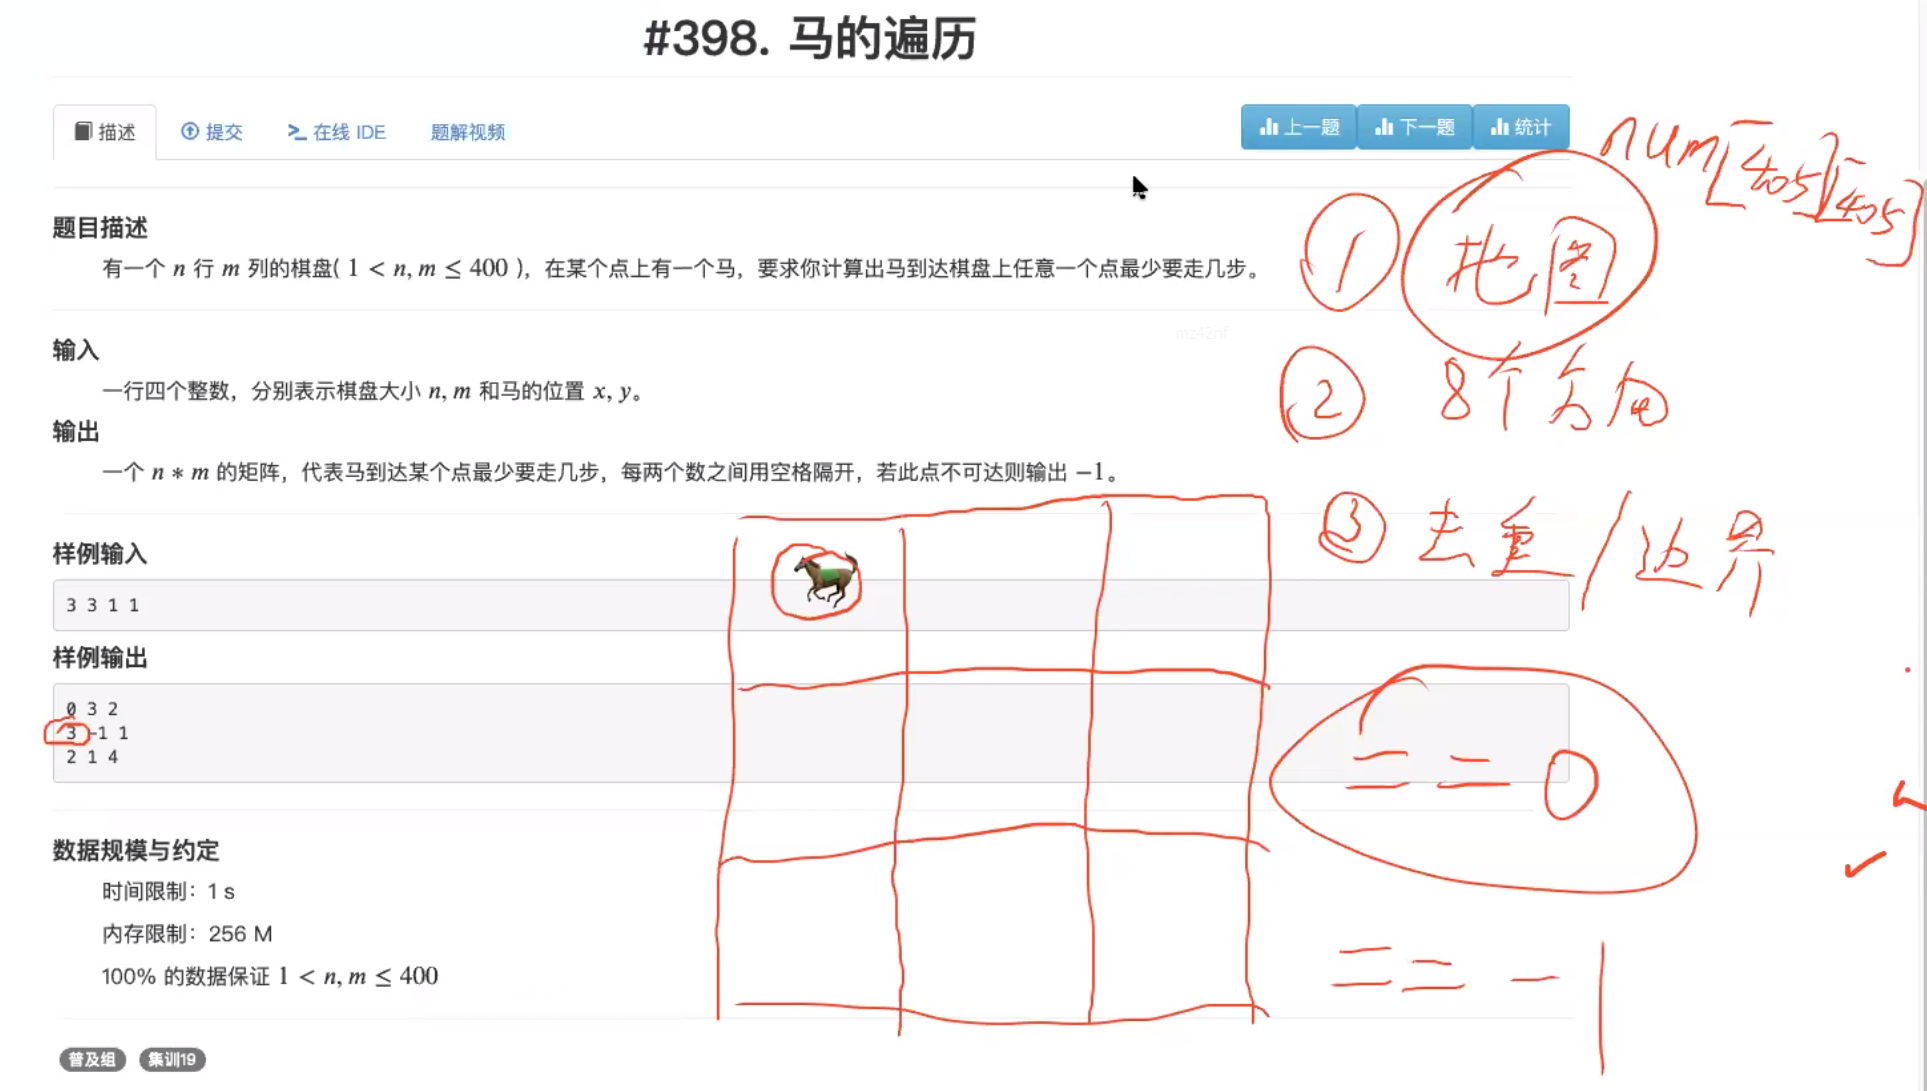 #398. 马的遍历
描述 提交 在线 IDE 题解视频 上一题 下一题 统计
num[405][405]
题目描述
① 地图
有一个 n 行 m 列的棋盘( 1 < n, m ≤ 400 )，在某个点上有一个马，要求你计算出马到达棋盘上任意一个点最少要走几步。
mz42rlf
输入
一行四个整数，分别表示棋盘大小 n, m 和马的位置 x, y。
② 8个方向
输出
一个 n * m 的矩阵，代表马到达某个点最少要走几步，每两个数之间用空格隔开，若此点不可达则输出 −1。
③ 去重/边界
样例输入
3 3 1 1
样例输出
0 3 2
3 -1 1
2 1 4
== 0
数据规模与约定
时间限制：1 s
内存限制：256 M
100% 的数据保证 1 < n, m ≤ 400
== -1
普及组 集训19